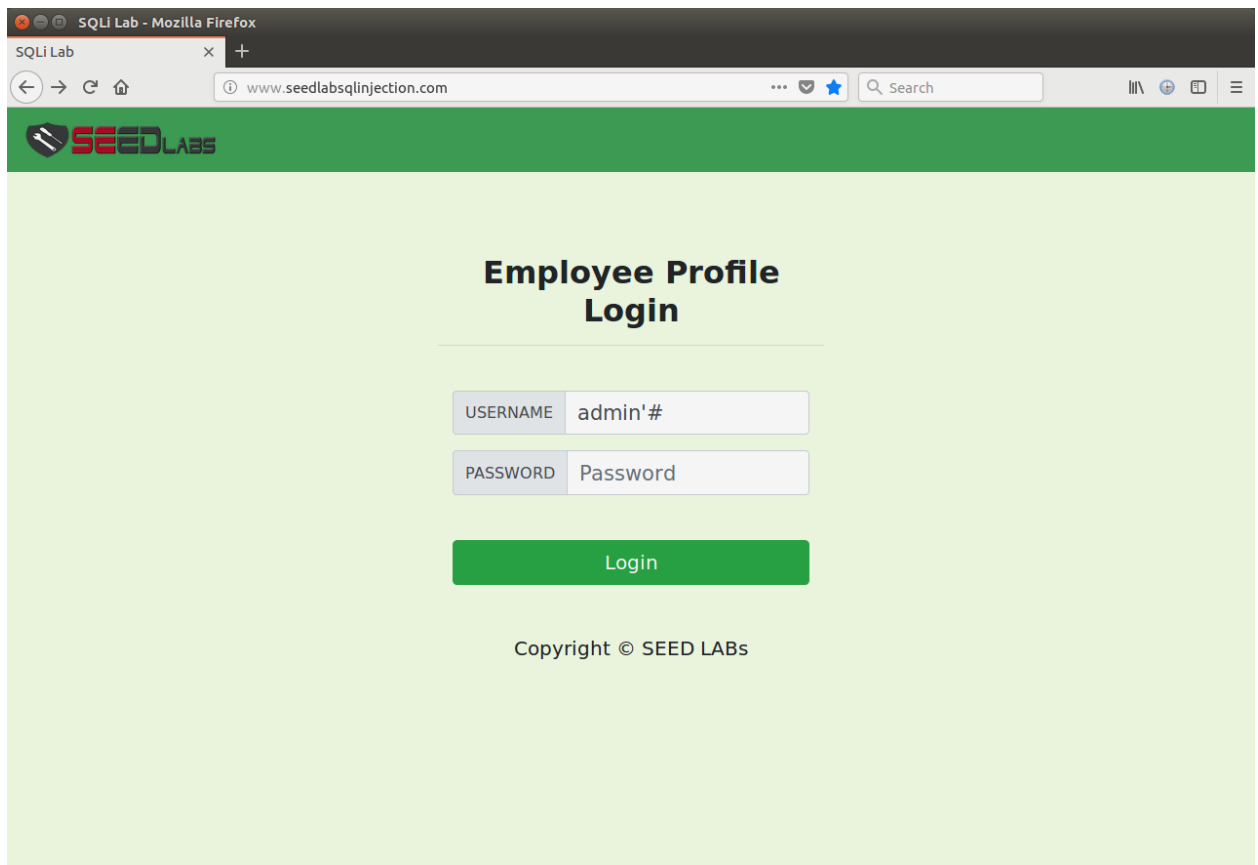 SQLi Lab - Mozilla Firefox
SQLi Lab
www.seedlabsqlinjection.com
Search
SEEDLABS
Employee Profile
Login
USERNAME admin'#
PASSWORD Password
Login
Copyright © SEED LABs